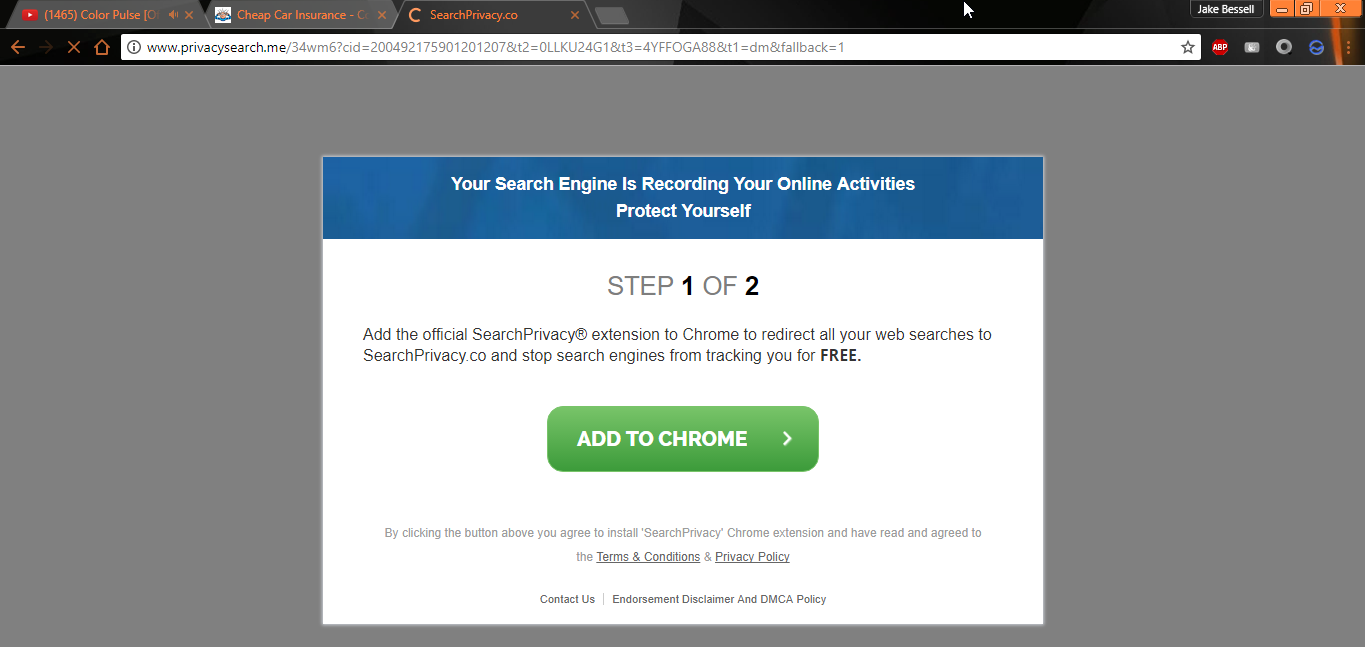 (1465) Color Pulse [O
Cheap Car Insurance - C
SearchPrivacy.co
Jake Bessell
www.privacysearch.me/34wm6?cid=200492175901201207&t2=0LLKU24G1&t3=4YFFOGA88&t1=dm&fallback=1
ABP
Your Search Engine Is Recording Your Online Activities
Protect Yourself
STEP 1 OF 2
Add the official SearchPrivacy® extension to Chrome to redirect all your web searches to
SearchPrivacy.co and stop search engines from tracking you for FREE.
ADD TO CHROME
By clicking the button above you agree to install 'SearchPrivacy' Chrome extension and have read and agreed to
the Terms & Conditions & Privacy Policy
Contact Us | Endorsement Disclaimer And DMCA Policy